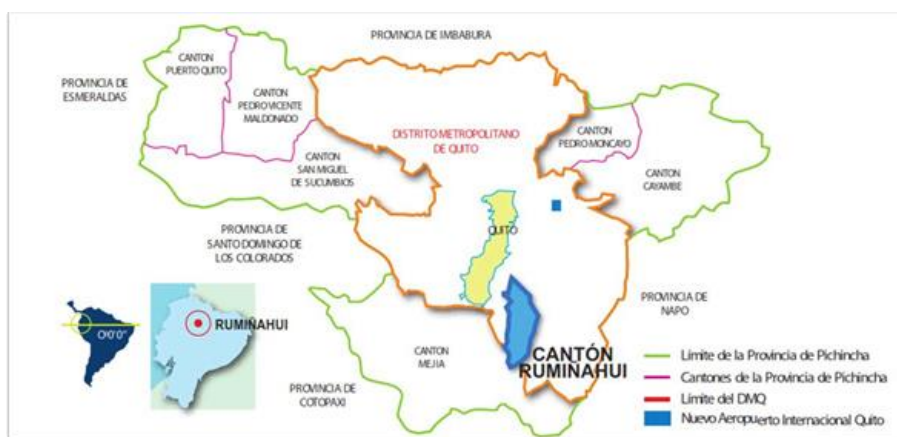 PROVINCIA DE IMBABURA
CANTON
PUERTO QUITO
PROVINCIA DE
ESMERALDAS
CANTON
PEDRO VICENTE
MALDONADO
DISTRITO METROPOLITANO
DE QUITO
CANTON
PEDRO MONCAYO
CANTON
SAN MIGUEL
DE SUCUMBIOS
CANTON
CAYAMBE
QUITO
PROVINCIA DE
SANTO DOMINGO DE
LOS COLORADOS
PROVINCIA DE
NAPO
O'0'0"
RUMIÑAHUI
CANTON
MEJIA
CANTÓN
RUMIÑAHUI
PROVINCIA DE
COTOPAXI
Límite de la Provincia de Pichincha
Cantones de la Provincia de Pichincha
Límite del DMQ
Nuevo Aeropuerto Internacional Quito